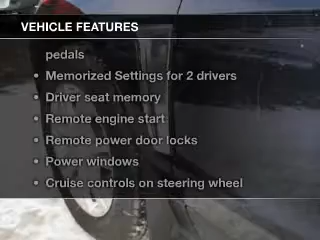 VEHICLE FEATURES
pedals
• Memorized Settings for 2 drivers
• Driver seat memory
• Remote engine start
• Remote power door locks
• Power windows
• Cruise controls on steering wheel